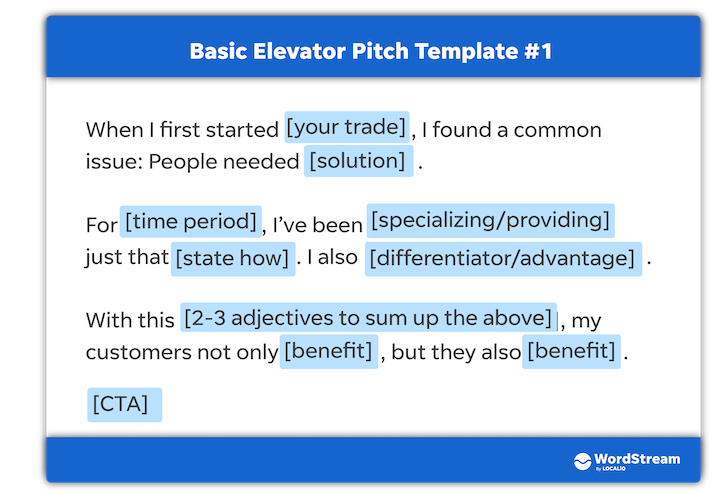 Basic Elevator Pitch Template #1
When I first started [your trade], I found a common
issue: People needed [solution].
For [time period], I've been [specializing/providing]
just that [state how]. I also [differentiator/advantage].
With this [2-3 adjectives to sum up the above], my
customers not only [benefit], but they also [benefit].
[CTA]
WordStream
By LOCALiQ